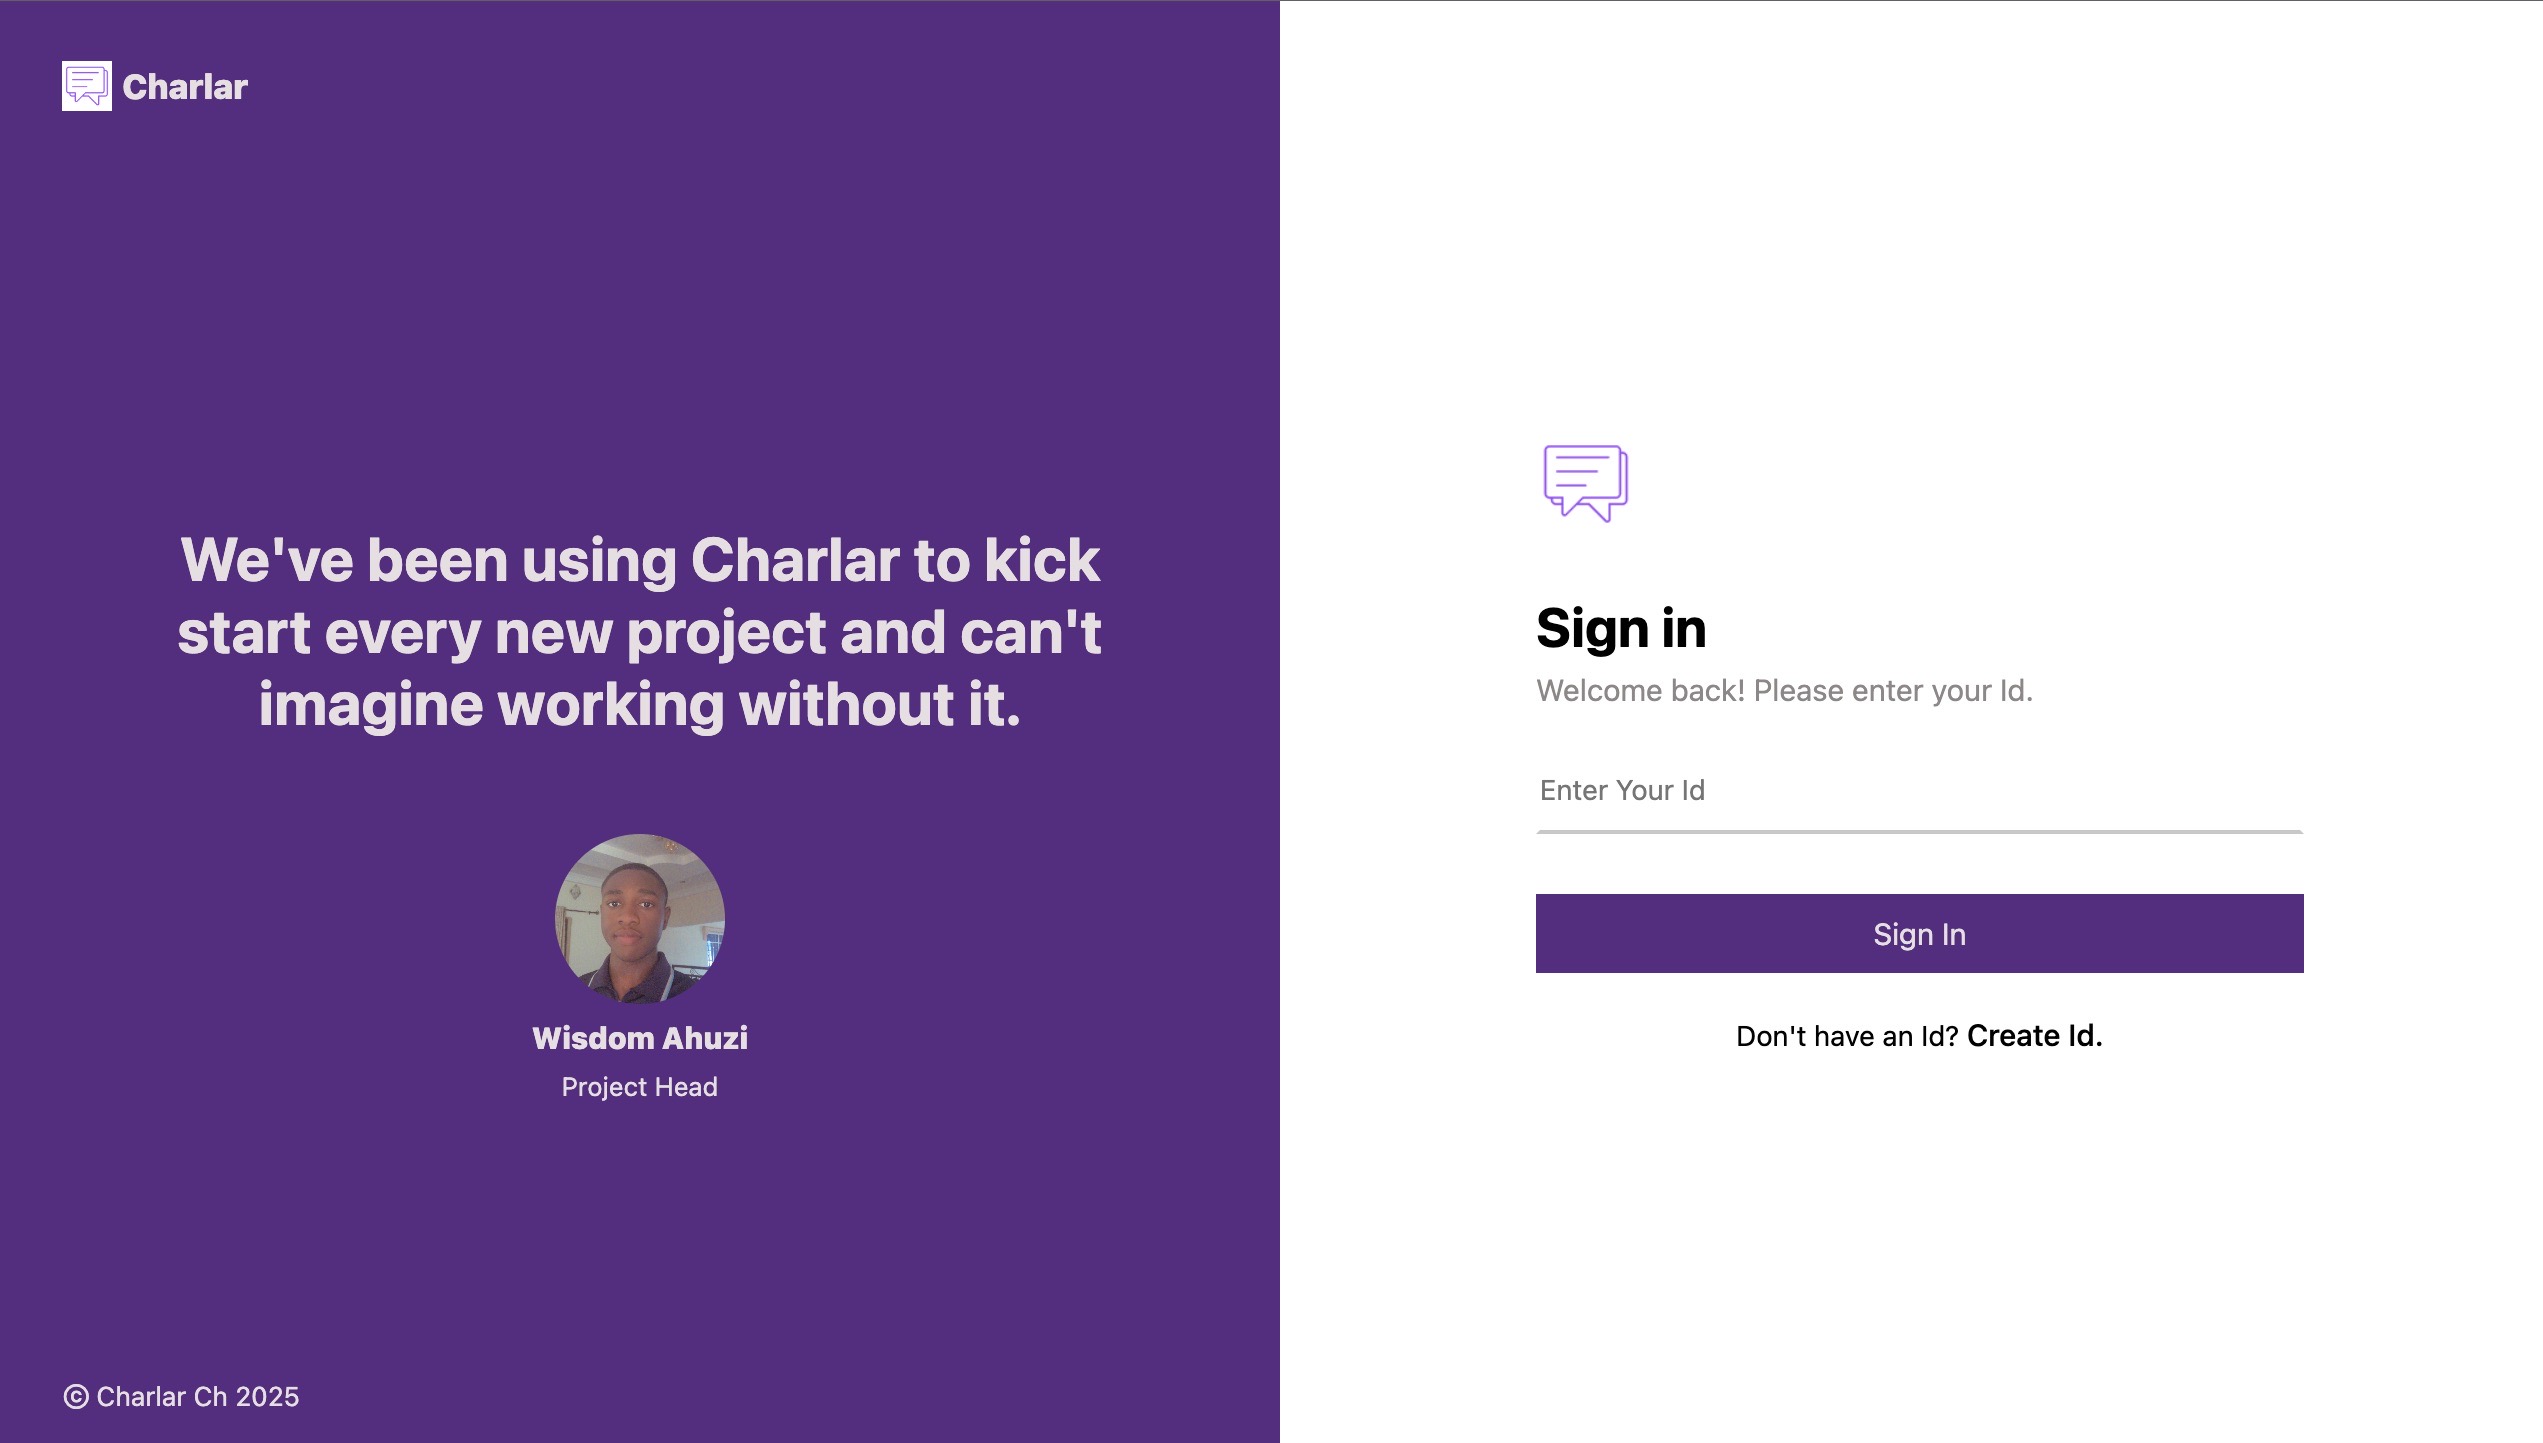 Charlar
We've been using Charlar to kick
start every new project and can't
imagine working without it.
Wisdom Ahuzi
Project Head
© Charlar Ch 2025
Sign in
Welcome back! Please enter your Id.
Enter Your Id
Sign In
Don't have an Id? Create Id.